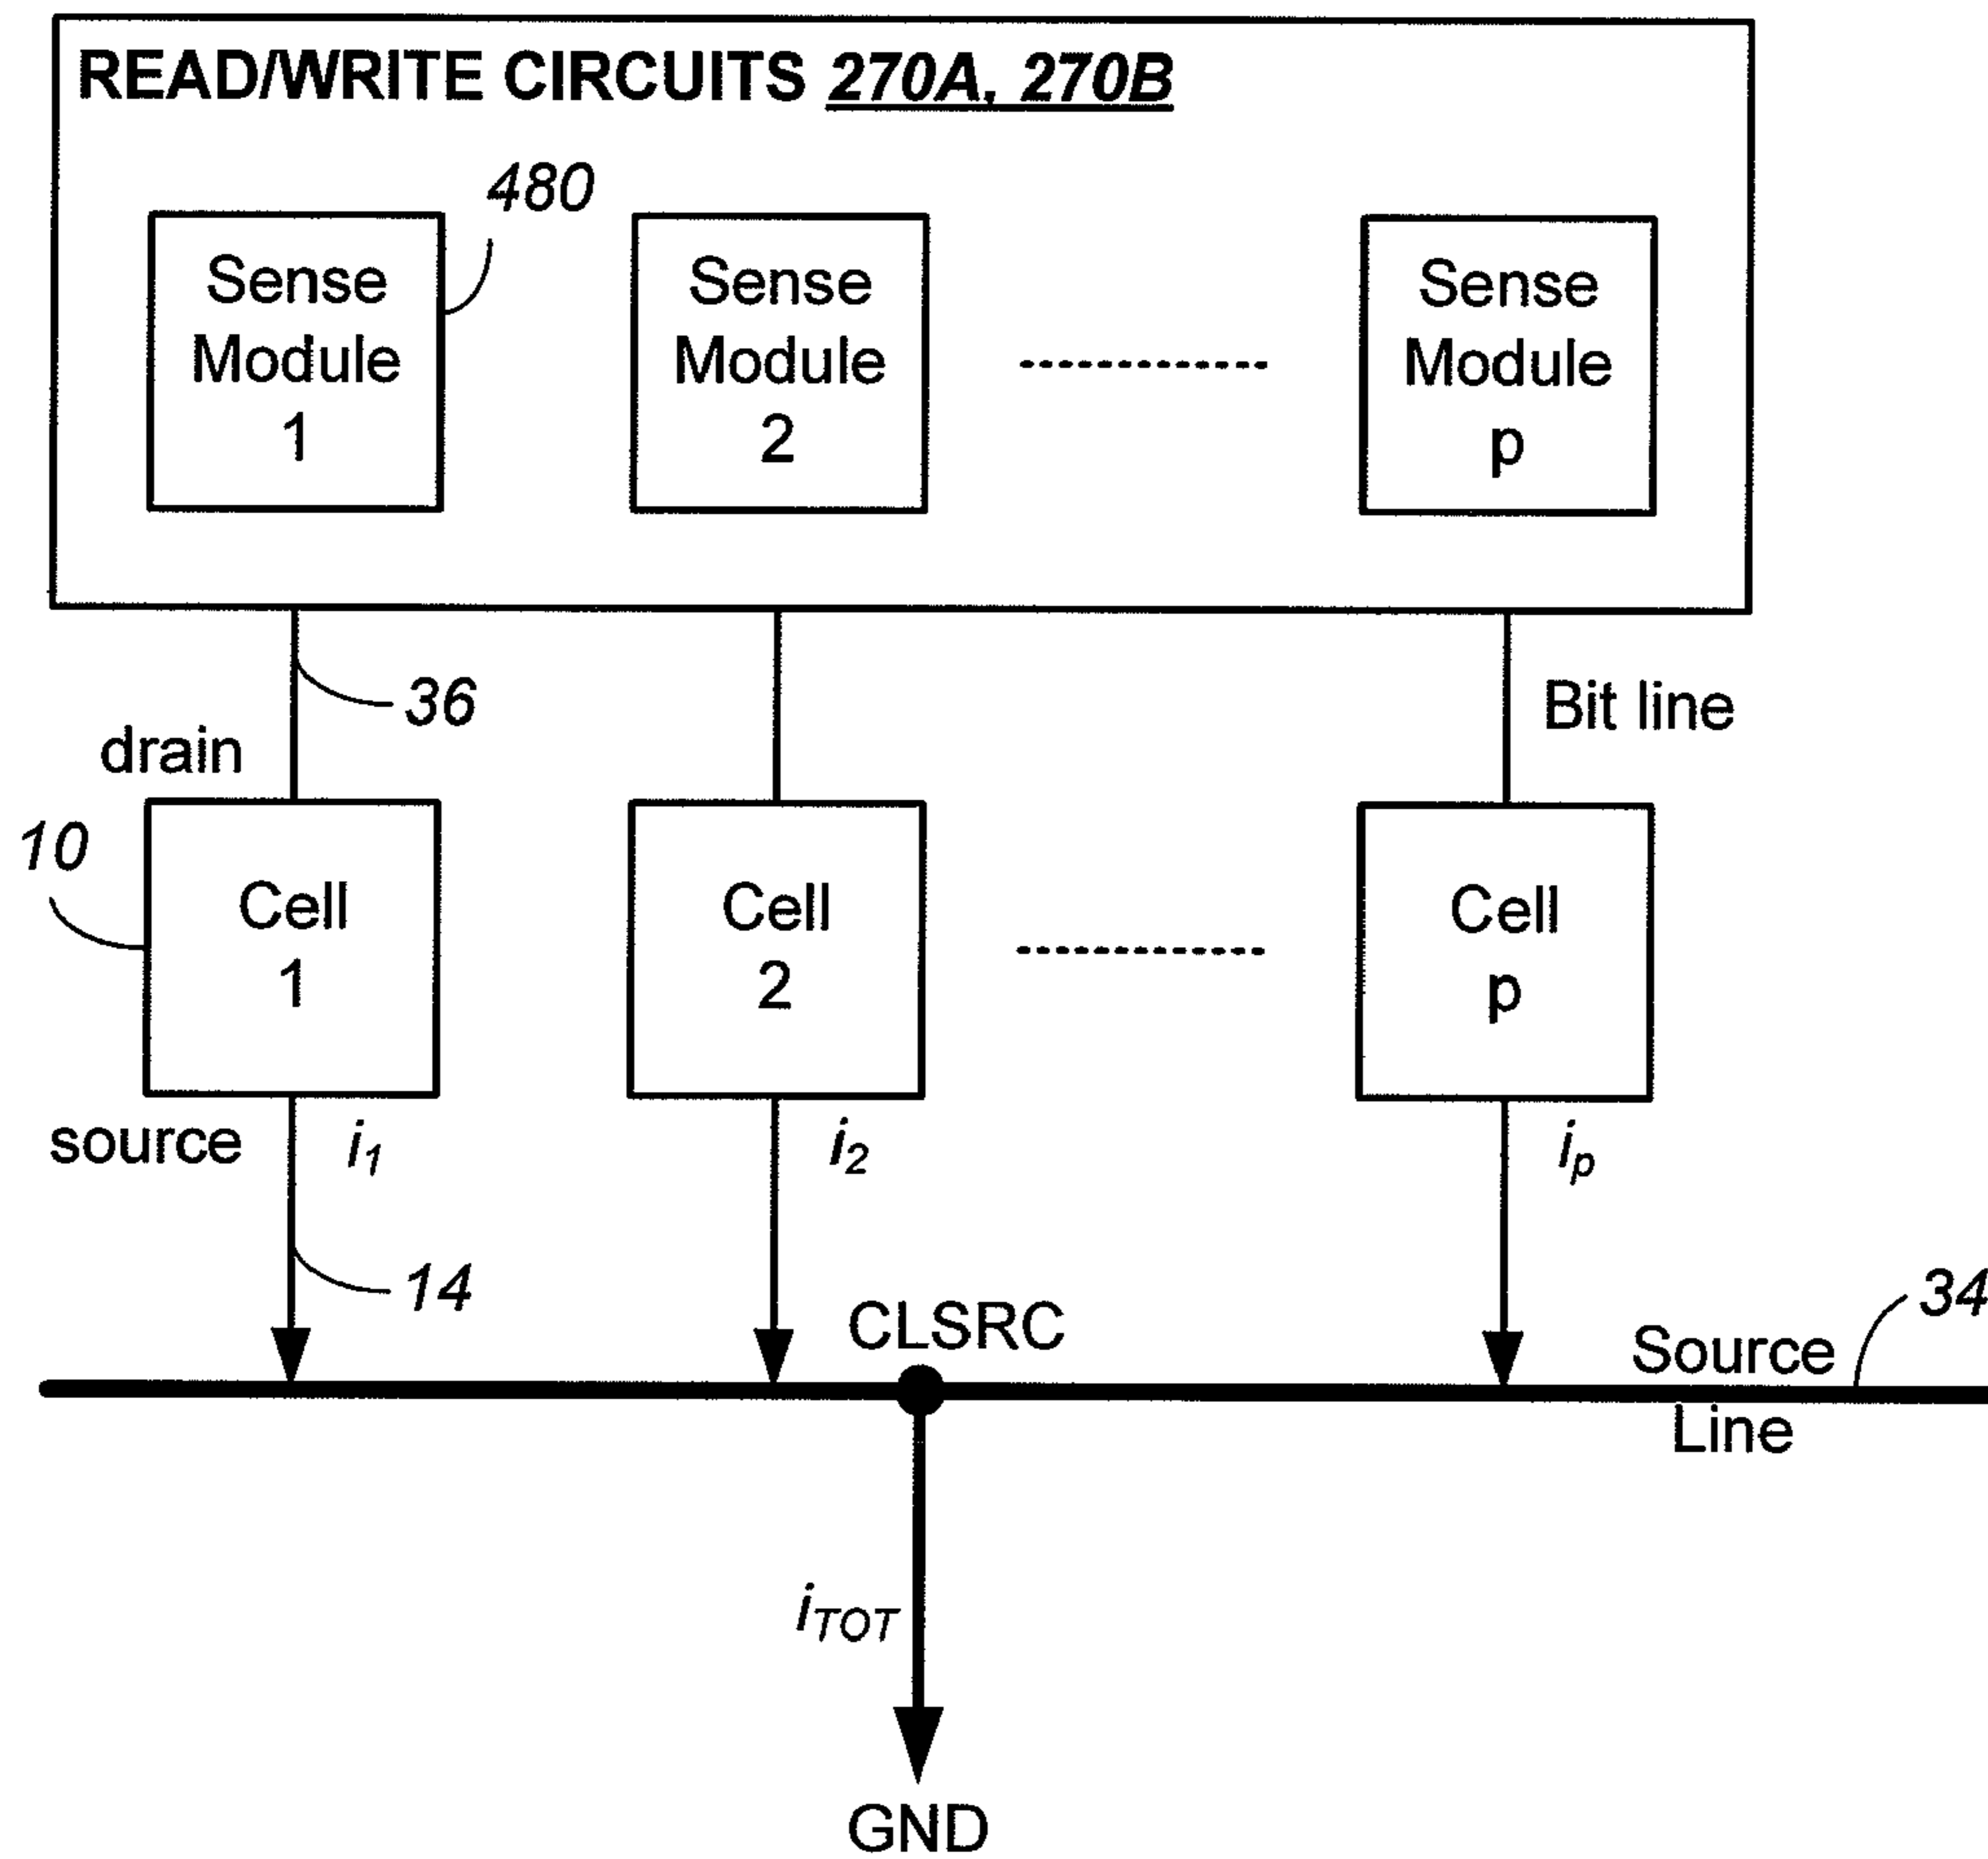 READ/WRITE CIRCUITS 270A, 270B
480
Sense
Module
1
Sense
Module
2
Sense
Module
p
36
drain
Bit line
10
Cell
1
Cell
2
Cell
p
source
i1
i2
ip
14
CLSRC
34
Source
Line
iTOT
GND